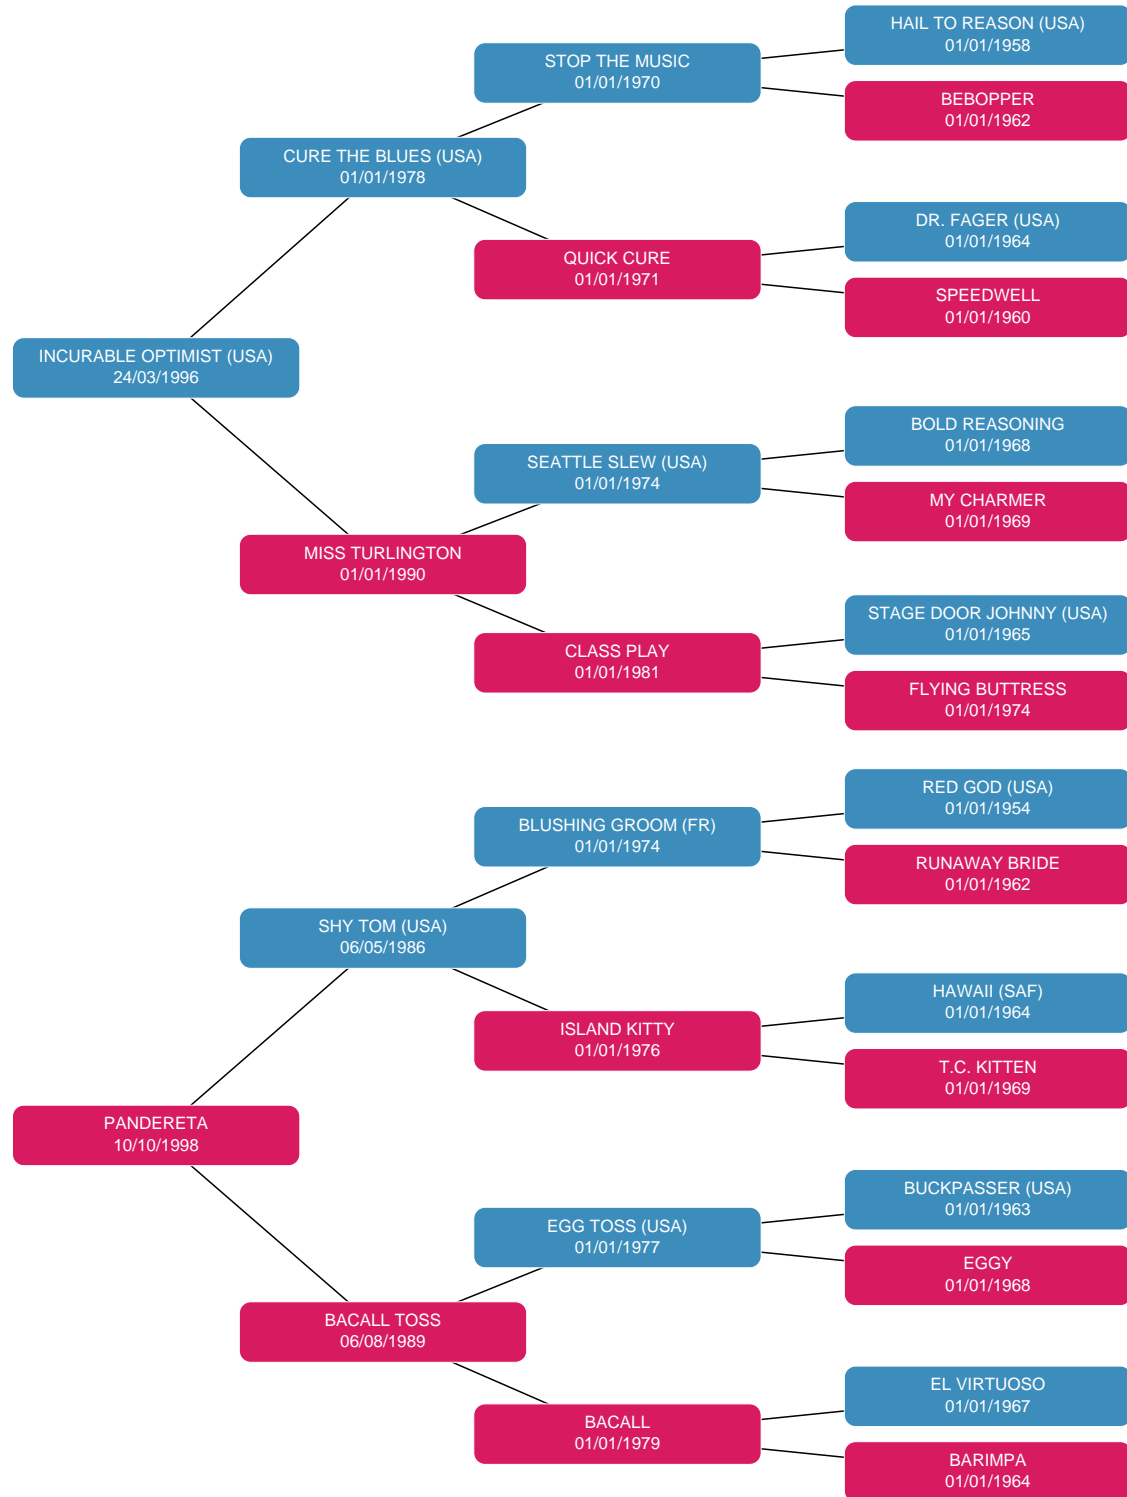 HAIL TO REASON (USA)
01/01/1958
STOP THE MUSIC
01/01/1970
BEBOPPER
01/01/1962
CURE THE BLUES (USA)
01/01/1978
DR. FAGER (USA)
01/01/1964
QUICK CURE
01/01/1971
SPEEDWELL
01/01/1960
INCURABLE OPTIMIST (USA)
24/03/1996
BOLD REASONING
01/01/1968
SEATTLE SLEW (USA)
01/01/1974
MY CHARMER
01/01/1969
MISS TURLINGTON
01/01/1990
STAGE DOOR JOHNNY (USA)
01/01/1965
CLASS PLAY
01/01/1981
FLYING BUTTRESS
01/01/1974
RED GOD (USA)
01/01/1954
BLUSHING GROOM (FR)
01/01/1974
RUNAWAY BRIDE
01/01/1962
SHY TOM (USA)
06/05/1986
HAWAII (SAF)
01/01/1964
ISLAND KITTY
01/01/1976
T.C. KITTEN
01/01/1969
PANDERETA
10/10/1998
BUCKPASSER (USA)
01/01/1963
EGG TOSS (USA)
01/01/1977
EGGY
01/01/1968
BACALL TOSS
06/08/1989
EL VIRTUOSO
01/01/1967
BACALL
01/01/1979
BARIMPA
01/01/1964